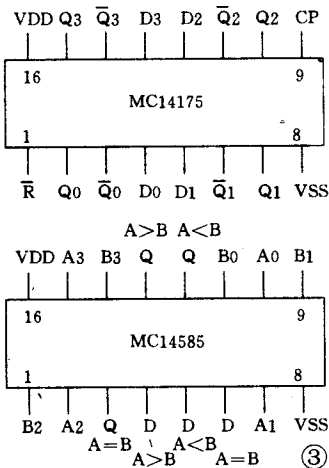 VDD Q3 Q̅3 D3 D2 Q̅2 Q2 CP
16 9
MC14175
1 8
R̅ Q0 Q̅0 D0 D1 Q̅1 Q1 VSS
A>B A<B
VDD A3 B3 Q Q B0 A0 B1
16 9
MC14585
1 8
B2 A2 Q D D D A1 VSS
A=B A<B
A>B A=B ③